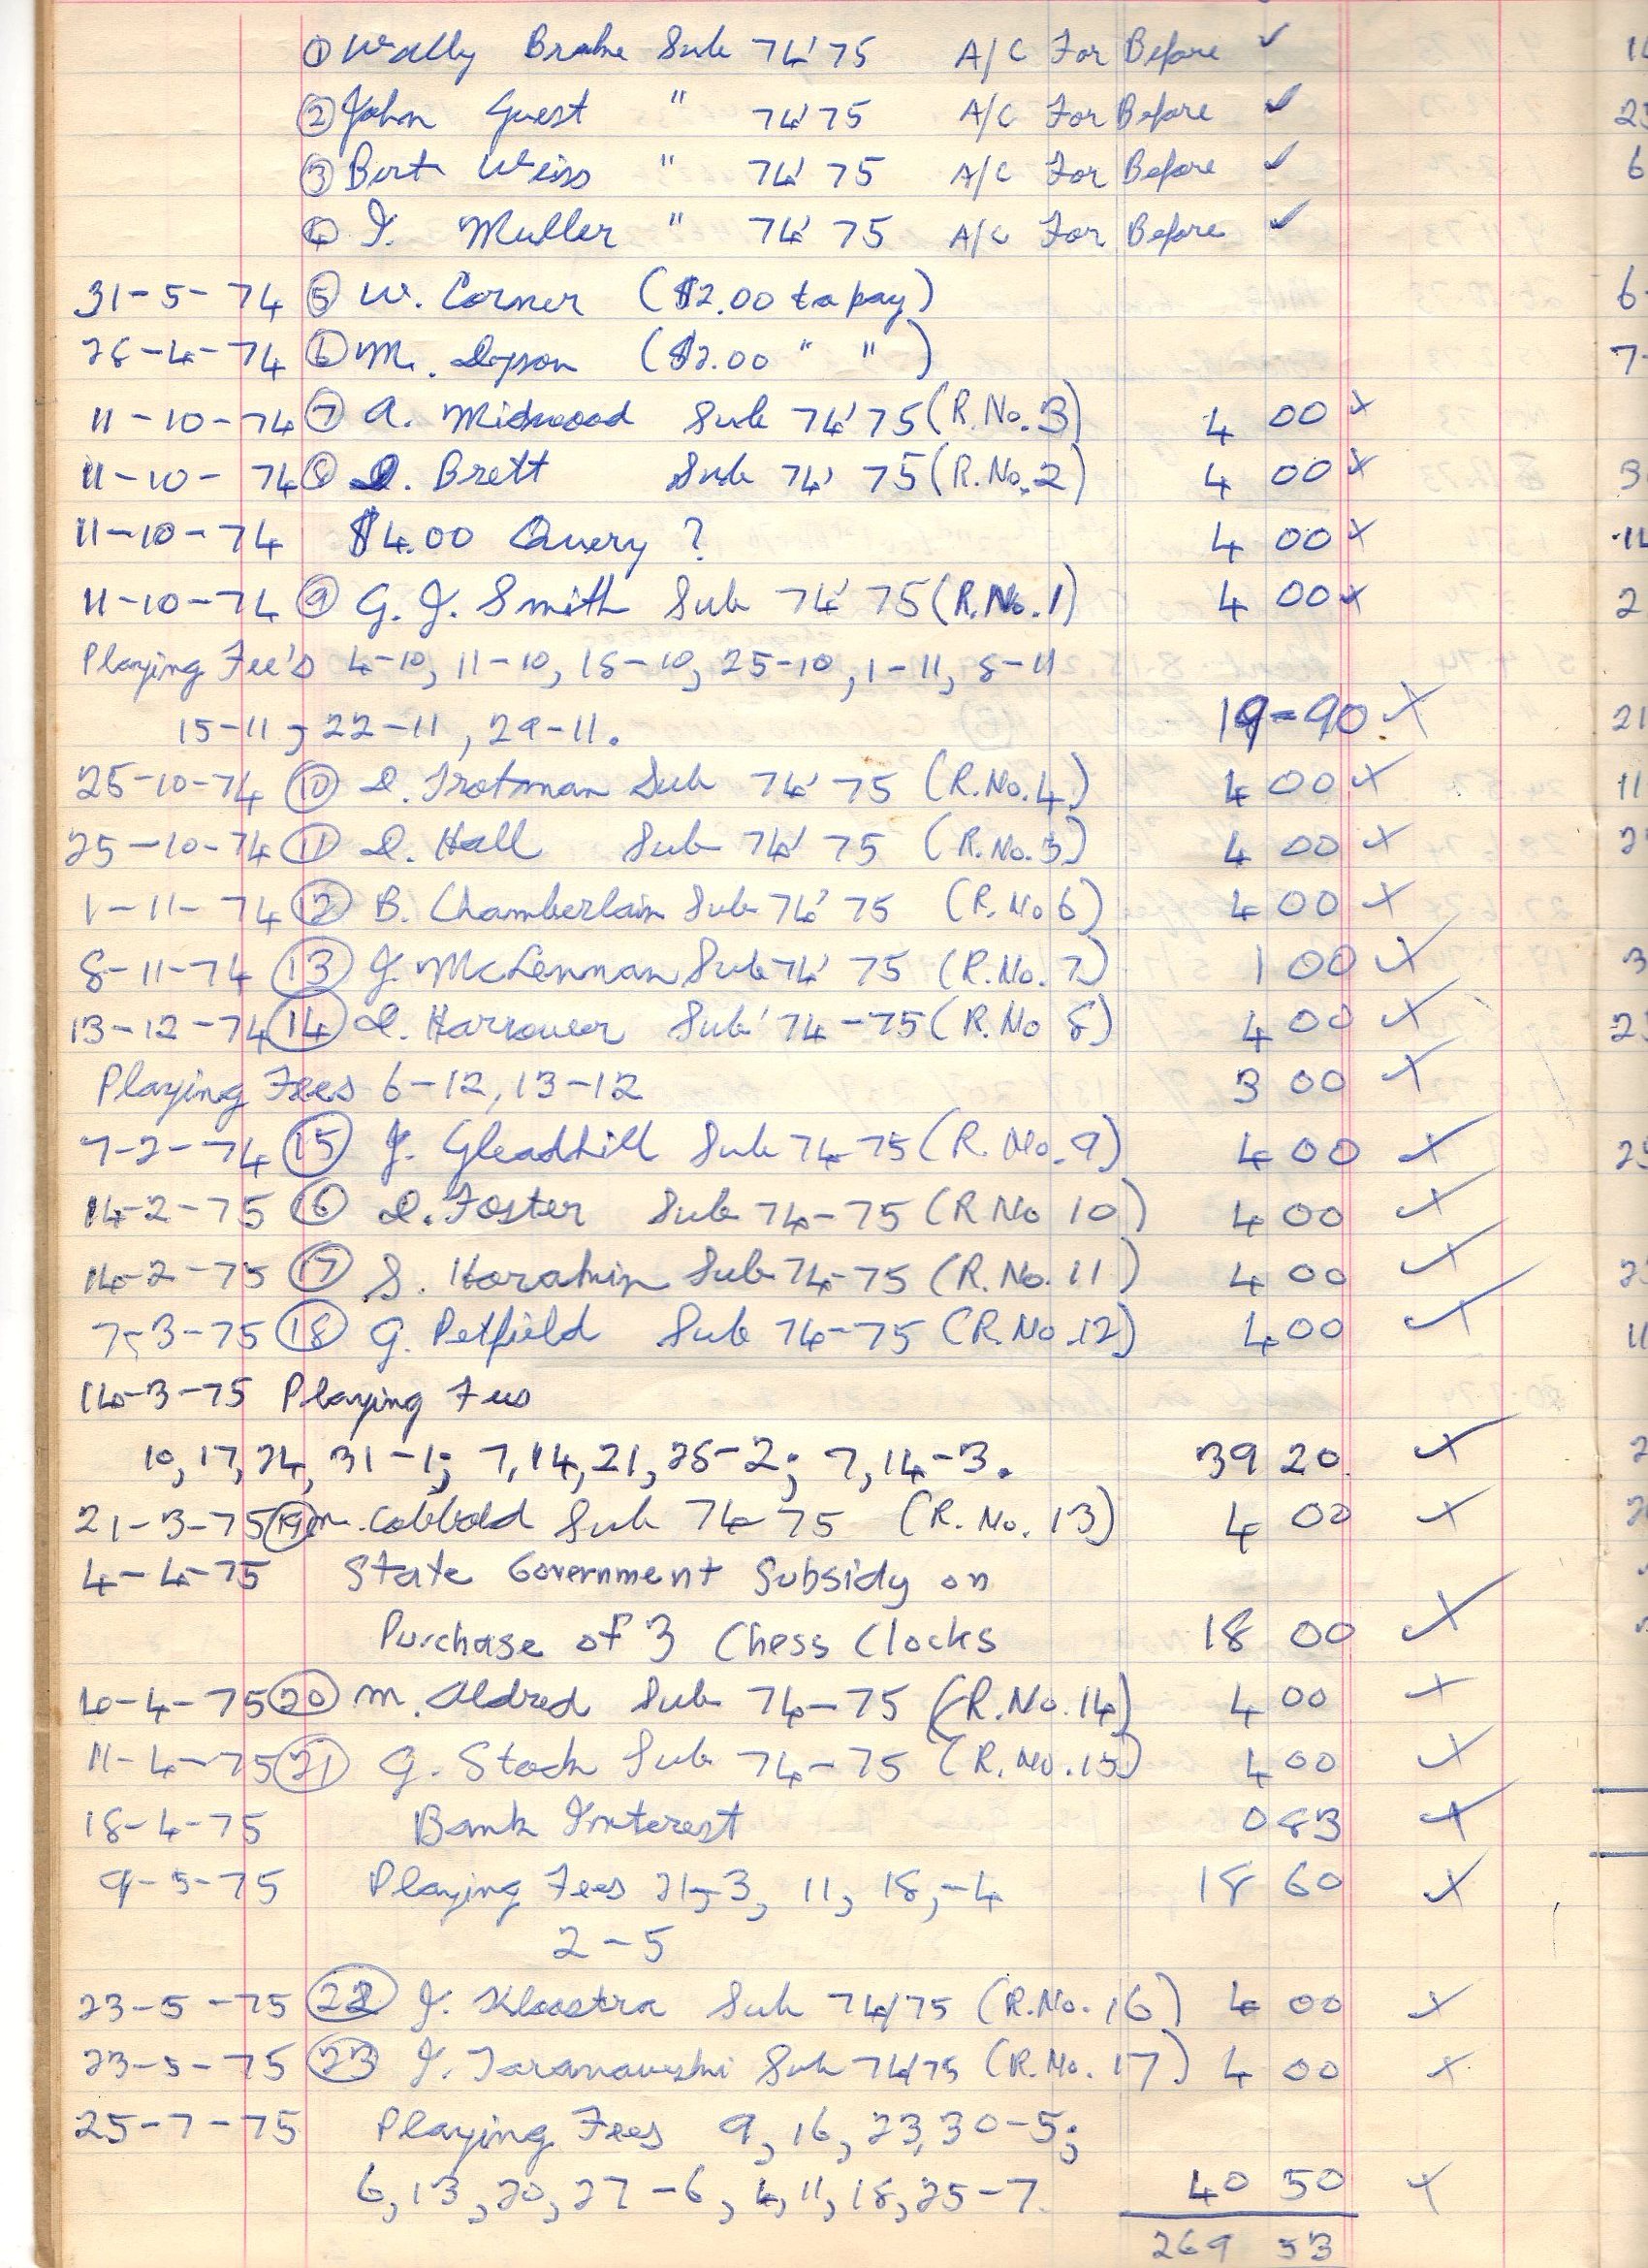 ① Wally Brahe Sub 74'75 A/C For Before ✓
② John Guest " 74'75 A/C For Before ✓
③ Bert Weiss " 74'75 A/C For Before ✓
④ J. Muller " 74'75 A/C For Before ✓
31-5-74 ⑤ W. Corner ($2.00 to pay)
28-4-74 ⑥ M. Dyson ($2.00 " ")
11-10-74 ⑦ A. Midwood Sub 74'75 (R.No.3) 4 00 x
11-10-74 ⑧ D. Brett Sub 74'75 (R.No.2) 4 00 x
11-10-74 $4.00 Query ? 4 00 x
11-10-74 ⑨ G. J. Smith Sub 74'75 (R.No.1) 4 00 x
Playing Fee's 4-10, 11-10, 18-10, 25-10, 1-11, 8-11
15-11, 22-11, 29-11. 19-90 x
25-10-74 ⑩ D. Trotman Sub 74'75 (R.No.4) 4 00 x
25-10-74 ⑪ D. Hall Sub 74'75 (R.No.3) 4 00 x
1-11-74 ⑫ B. Chamberlain Sub 74'75 (R.No 6) 4 00 x
8-11-74 ⑬ J. McLennan Sub 74'75 (R.No.7) 1 00 x
13-12-74 ⑭ D. Harrower Sub '74-75 (R.No 8) 4 00 x
Playing Fees 6-12, 13-12 3 00 x
7-2-74 ⑮ J. Gleadhill Sub 74-75 (R.No.9) 4 00 x
14-2-75 ⑯ D. Foster Sub 74-75 (R No 10) 4 00 x
14-2-75 ⑰ S. Sub 74-75 (R.No.11) 4 00 x
7-3-75 ⑱ G. Petfield Sub 74-75 (R.No.12) 4 00 x
14-3-75 Playing Fees
10, 17, 24, 31-1; 7, 14, 21, 28-2; 7, 14-3. 39 20 x
21-3-75 ⑲ M. Cobbold Sub 74-75 (R.No.13) 4 00 x
4-4-75 State Government Subsidy on
Purchase of 3 Chess Clocks 18 00 x
4-4-75 ⑳ M. Aldred Sub 74-75 (R.No.14) 4 00 x
11-4-75 ㉑ G. Stock Sub 74-75 (R.No.15) 4 00 x
18-4-75 Bank Interest 0 83 x
9-5-75 Playing Fees 21-3, 11, 18,-4 18 60 x
2-5
23-5-75 ㉒ J. Kloostra Sub 74/75 (R.No.16) 4 00 x
23-5-75 ㉓ J. Sub 74/75 (R.No.17) 4 00 x
25-7-75 Playing Fees 9, 16, 23, 30-5;
6, 13, 20, 27-6, 4, 11, 18, 25-7. 40 50 x
269 53